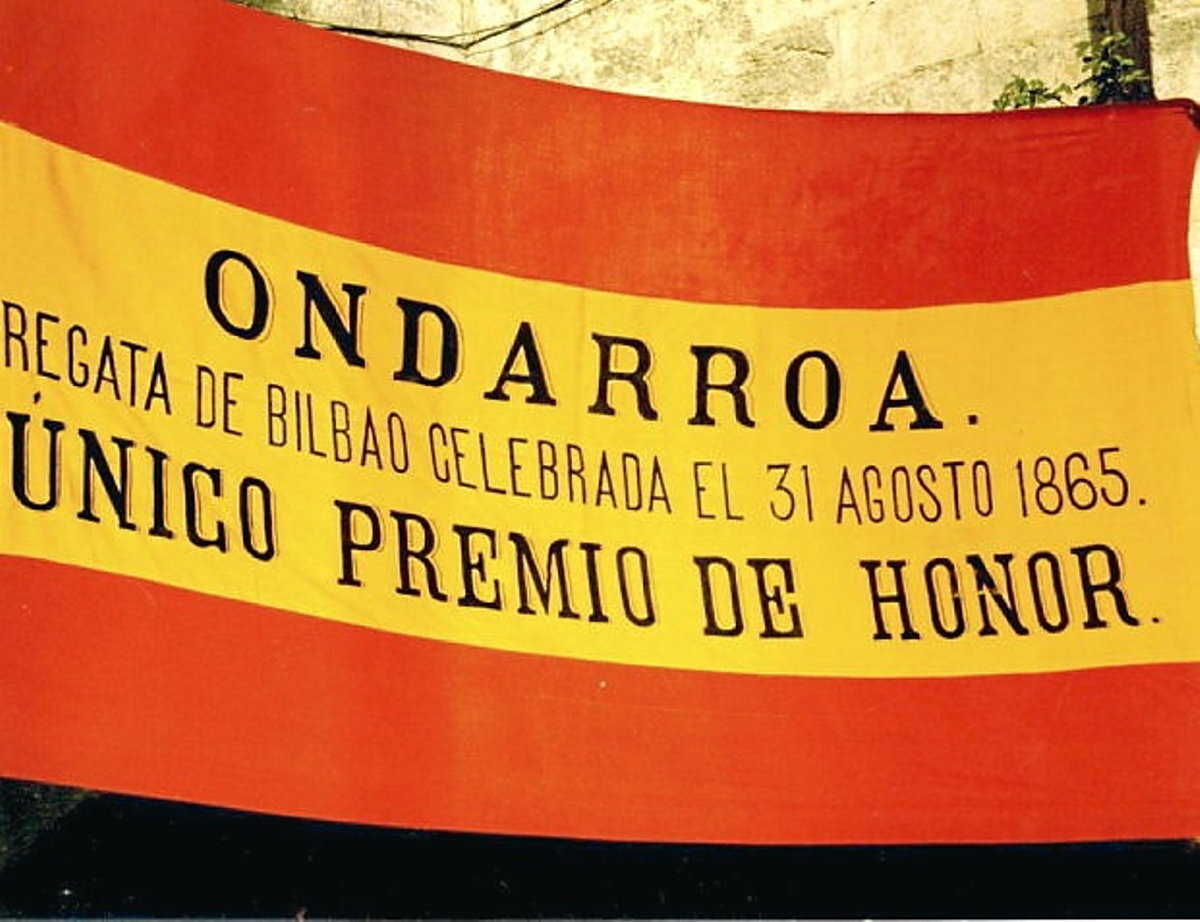 ONDARROA.
REGATA DE BILBAO CELEBRADA EL 31 AGOSTO 1865.
ÚNICO PREMIO DE HONOR.